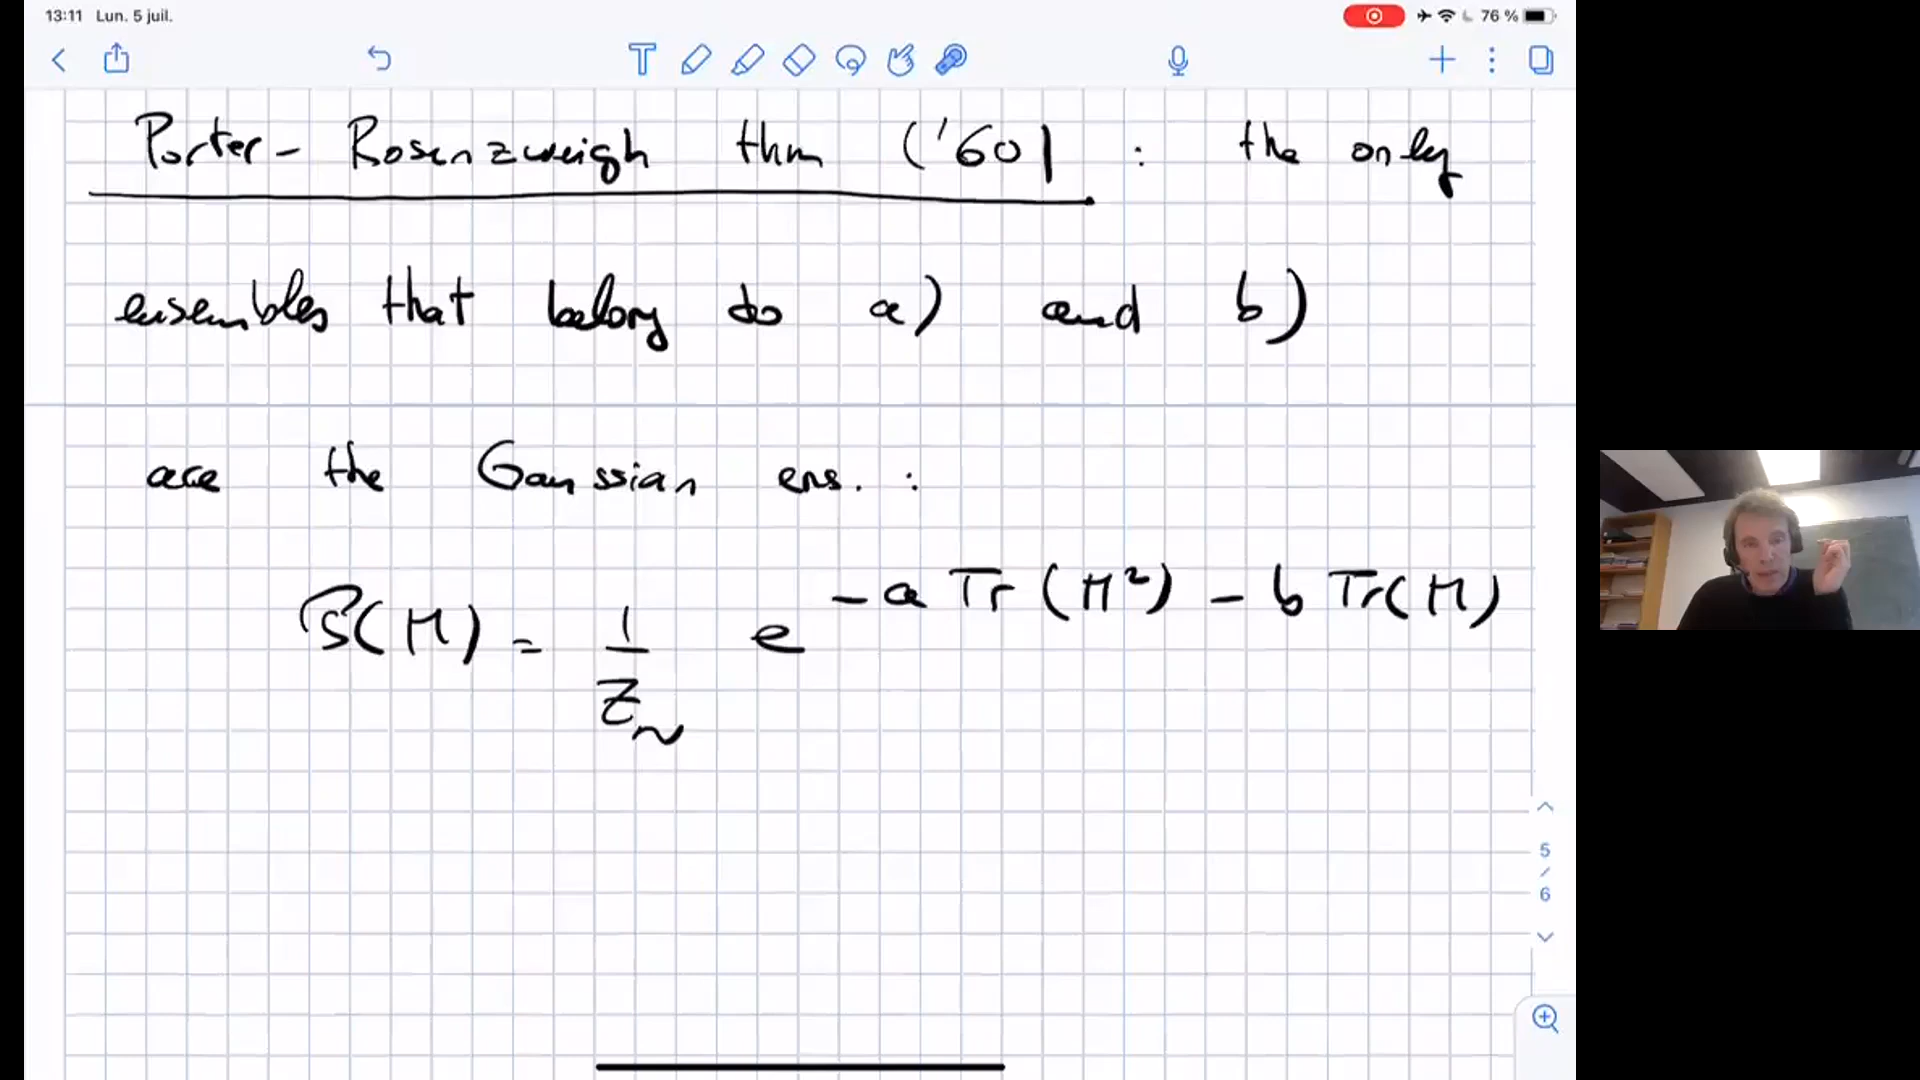 13:11 Lun. 5 juil. 76 %
Porter - Rosenzweigh thm ('60) : the only
ensembles that belong to a) and b)
are the Gaussian ens. :
P(M) = 1/Z_N e^{- a Tr(M²) - b Tr(M)}
5
/
6